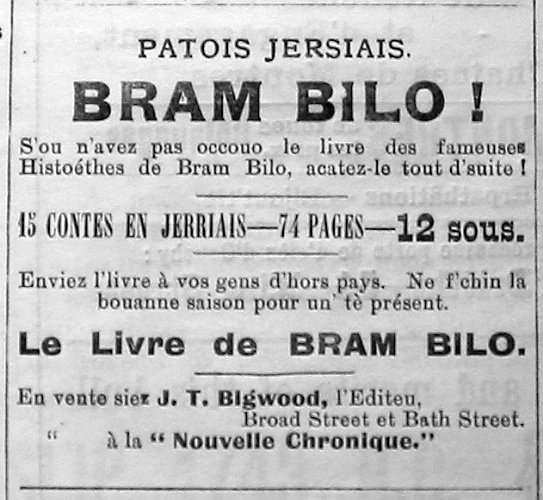 PATOIS JERSIAIS.
BRAM BILO !
S'ou n'avez pas occouo le livre des fameuses
Histoéthes de Bram Bilo, acatez-le tout d'suite !
15 CONTES EN JERRIAIS—74 PAGES—12 sous.
Enviez l'livre à vos gens d'hors pays. Ne f'chin la
bouanne saison pour un' tè présent.
Le Livre de BRAM BILO.
En vente siez J. T. Bigwood, l'Editeu,
Broad Street et Bath Street.
“ à la “ Nouvelle Chronique.”